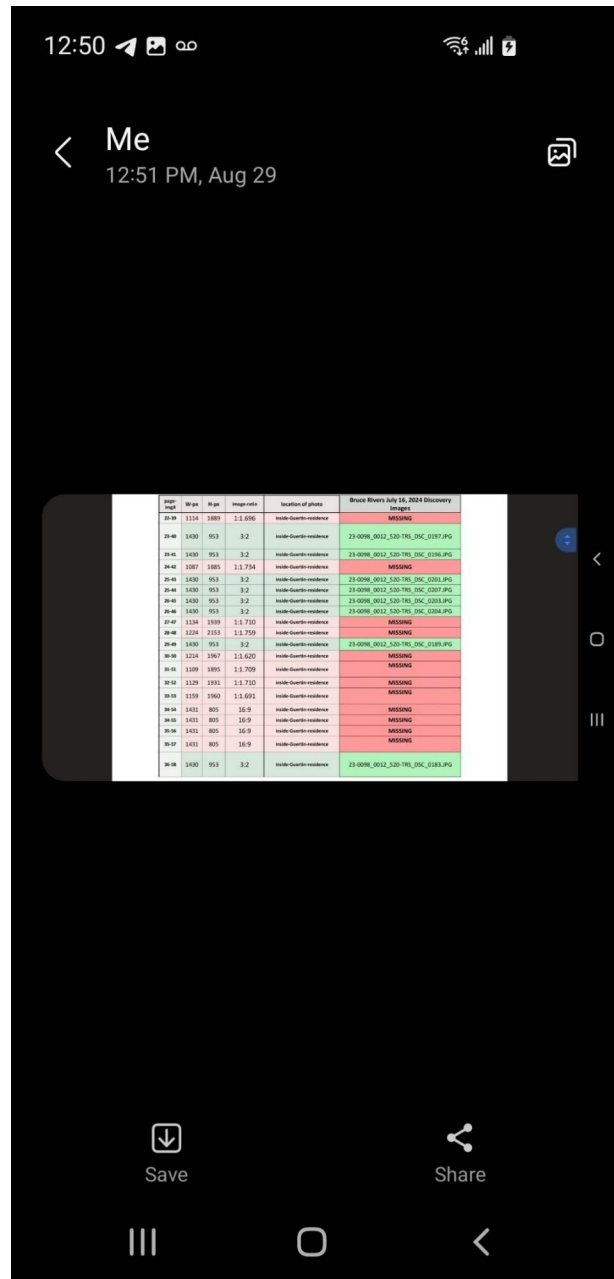 12:50
Me
12:51 PM, Aug 29
page-img# W-px H-px image-ratio location of photo Bruce Rivers July 16, 2024 Discovery Images
22-39 1114 1889 1:1.696 inside-Guertin-residence MISSING
23-40 1430 953 3:2 inside-Guertin-residence 23-0098_0012_520-TRS_DSC_0197.JPG
23-41 1430 953 3:2 inside-Guertin-residence 23-0098_0012_520-TRS_DSC_0196.JPG
24-42 1087 1885 1:1.734 inside-Guertin-residence MISSING
25-43 1430 953 3:2 inside-Guertin-residence 23-0098_0012_520-TRS_DSC_0201.JPG
25-44 1430 953 3:2 inside-Guertin-residence 23-0098_0012_520-TRS_DSC_0207.JPG
26-45 1430 953 3:2 inside-Guertin-residence 23-0098_0012_520-TRS_DSC_0203.JPG
26-46 1430 953 3:2 inside-Guertin-residence 23-0098_0012_520-TRS_DSC_0204.JPG
27-47 1134 1939 1:1.710 inside-Guertin-residence MISSING
28-48 1224 2153 1:1.759 inside-Guertin-residence MISSING
29-49 1430 953 3:2 inside-Guertin-residence 23-0098_0012_520-TRS_DSC_0189.JPG
30-50 1214 1967 1:1.620 inside-Guertin-residence MISSING
31-51 1109 1895 1:1.709 inside-Guertin-residence MISSING
32-52 1129 1931 1:1.710 inside-Guertin-residence MISSING
33-53 1159 1960 1:1.691 inside-Guertin-residence MISSING
34-54 1431 805 16:9 inside-Guertin-residence MISSING
34-55 1431 805 16:9 inside-Guertin-residence MISSING
35-56 1431 805 16:9 inside-Guertin-residence MISSING
35-57 1431 805 16:9 inside-Guertin-residence MISSING
36-58 1430 953 3:2 inside-Guertin-residence 23-0098_0012_520-TRS_DSC_0183.JPG
Save
Share